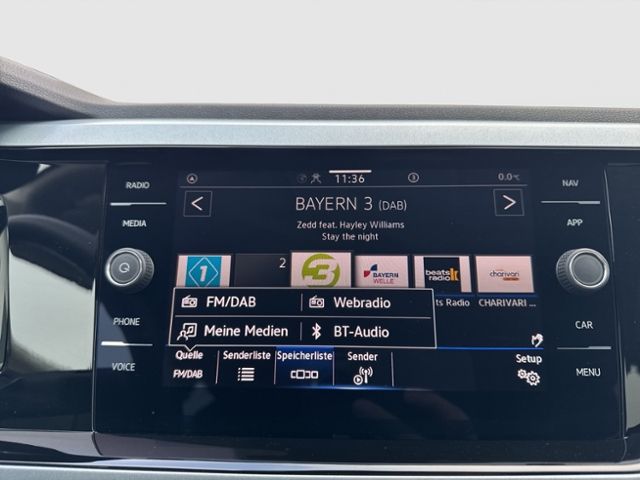 RADIO
MEDIA
PHONE
VOICE
NAV
APP
CAR
MENU
11:36
0.0°C
BAYERN 3 (DAB)
Zedd feat. Hayley Williams
Stay the night
1
2
3
BAYERN
WELLE
beats
radio
charivari
ts Radio
CHARIVARI ...
FM/DAB
Webradio
Meine Medien
BT-Audio
Quelle
Senderliste
Speicherliste
Sender
Setup
FM/DAB